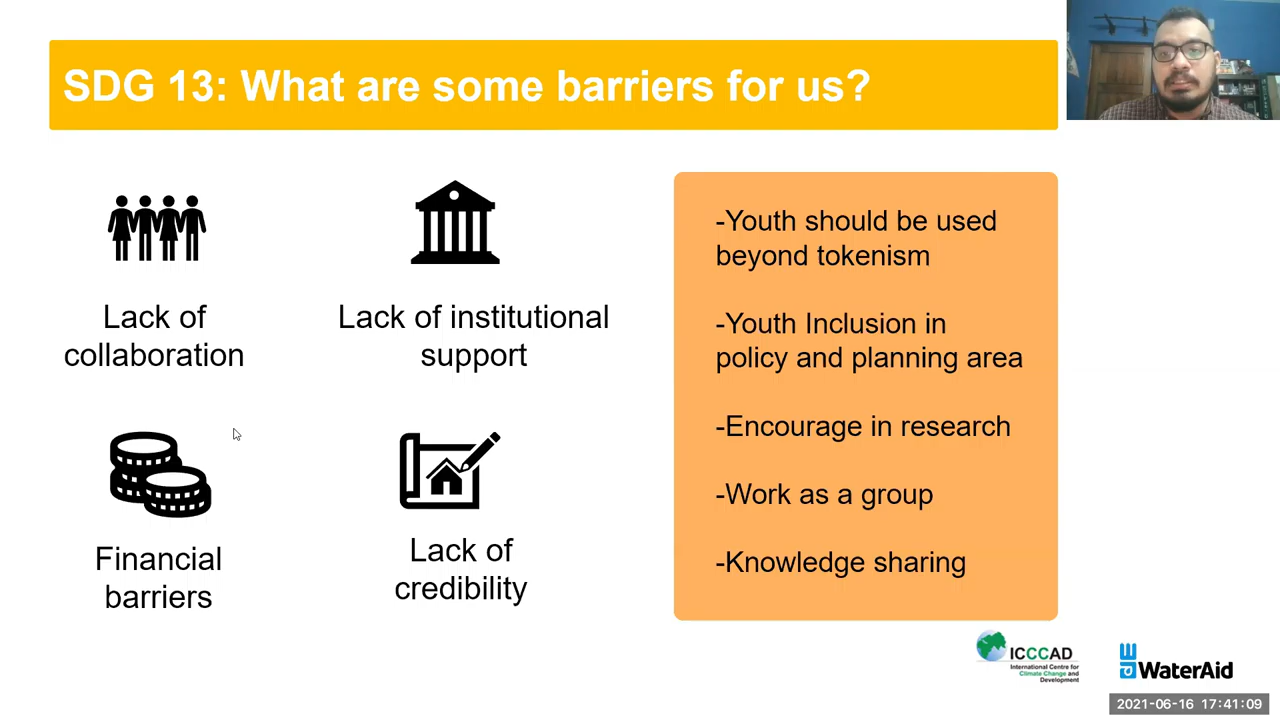 SDG 13: What are some barriers for us?
Lack of
collaboration
Lack of institutional
support
Financial
barriers
Lack of
credibility
-Youth should be used
beyond tokenism
-Youth Inclusion in
policy and planning area
-Encourage in research
-Work as a group
-Knowledge sharing
ICCCAD
International Centre for
Climate Change and
Development
WaterAid
2021-06-16 17:41:09